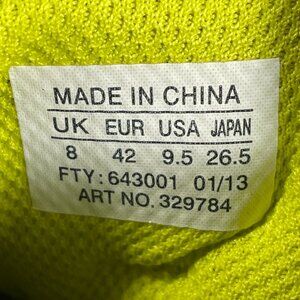 MADE IN CHINA
UK EUR USA JAPAN
8 42 9.5 26.5
FTY: 643001 01/13
ART NO. 329784